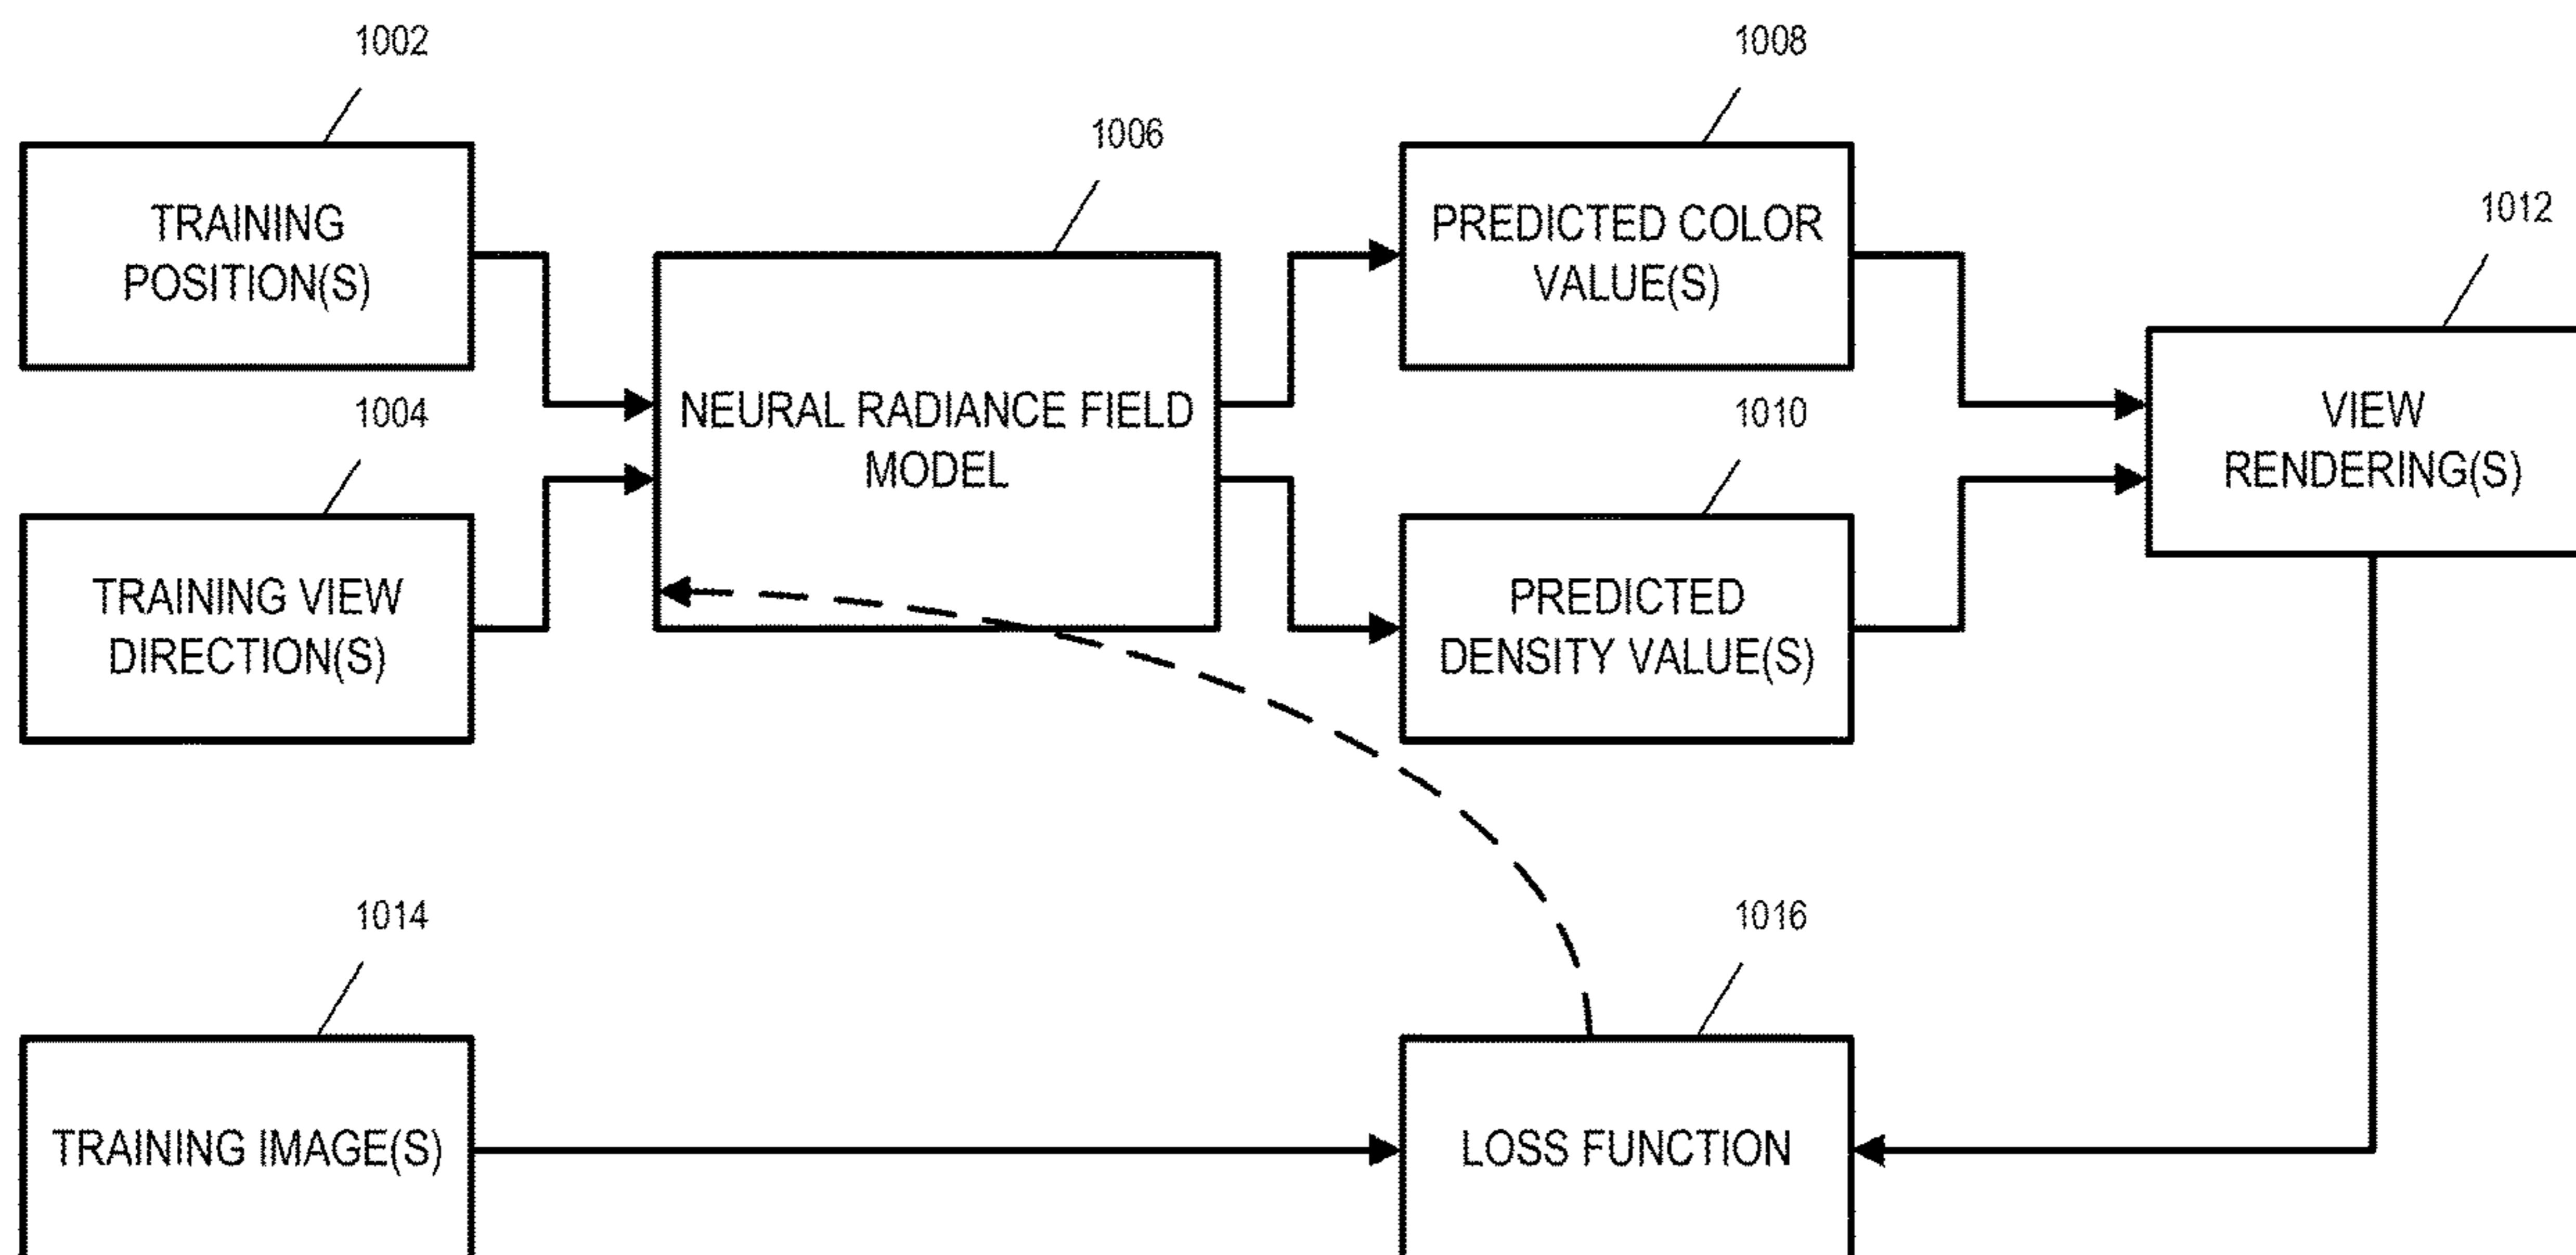 1002
TRAINING
POSITION(S)
1004
TRAINING VIEW
DIRECTION(S)
1006
NEURAL RADIANCE FIELD
MODEL
1008
PREDICTED COLOR
VALUE(S)
1010
PREDICTED
DENSITY VALUE(S)
1012
VIEW
RENDERING(S)
1014
TRAINING IMAGE(S)
1016
LOSS FUNCTION